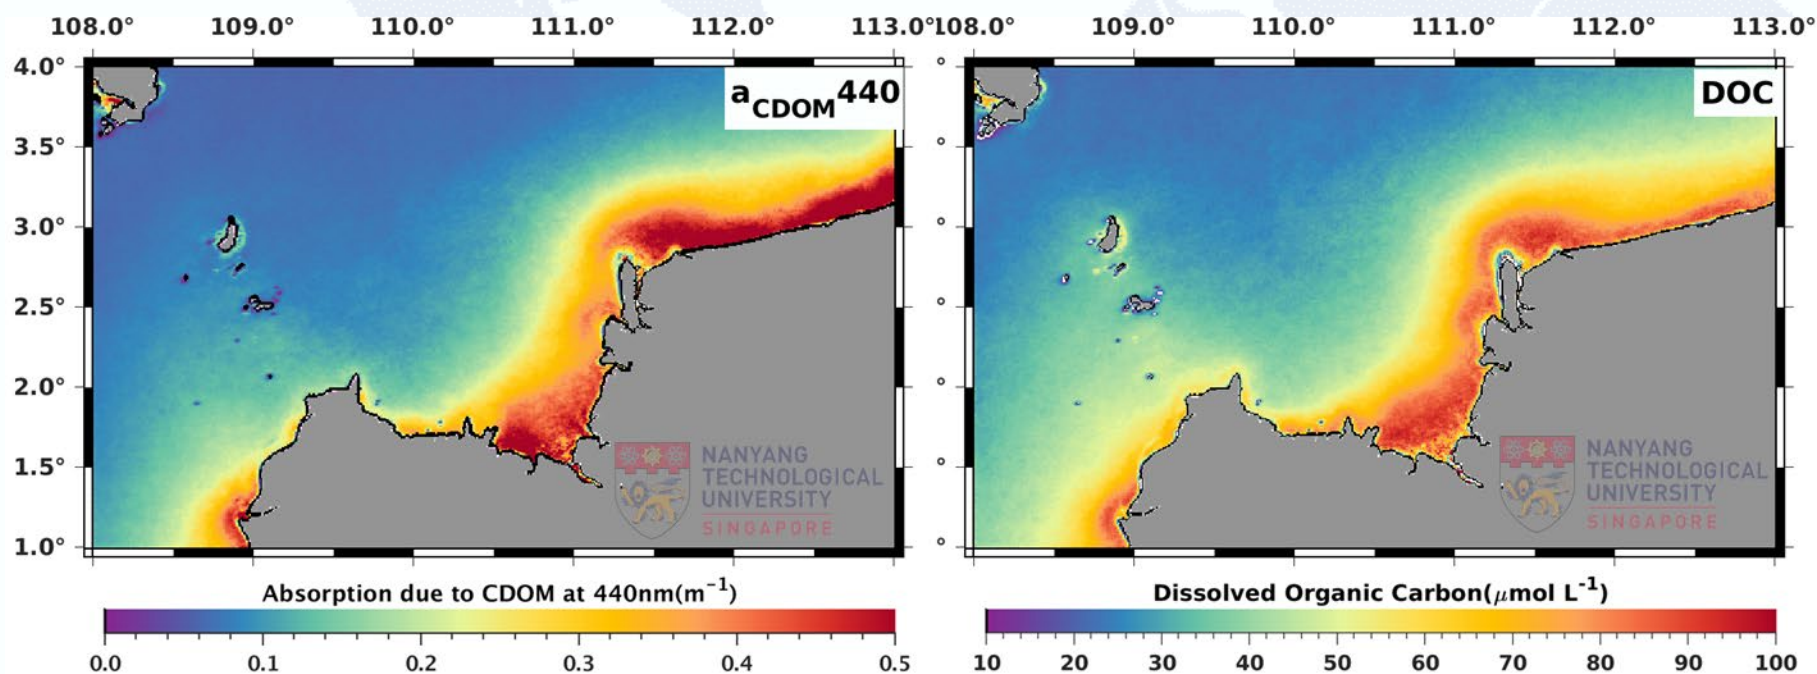 108.0° 109.0° 110.0° 111.0° 112.0° 113.0° 108.0° 109.0° 110.0° 111.0° 112.0° 113.0°
4.0°
a_CDOM 440
DOC
3.5°
3.0°
2.5°
2.0°
1.5°
1.0°
°
°
°
°
°
°
NANYANG
TECHNOLOGICAL
UNIVERSITY
SINGAPORE
NANYANG
TECHNOLOGICAL
UNIVERSITY
SINGAPORE
Absorption due to CDOM at 440nm(m⁻¹)
0.0 0.1 0.2 0.3 0.4 0.5
Dissolved Organic Carbon(μmol L⁻¹)
10 20 30 40 50 60 70 80 90 100